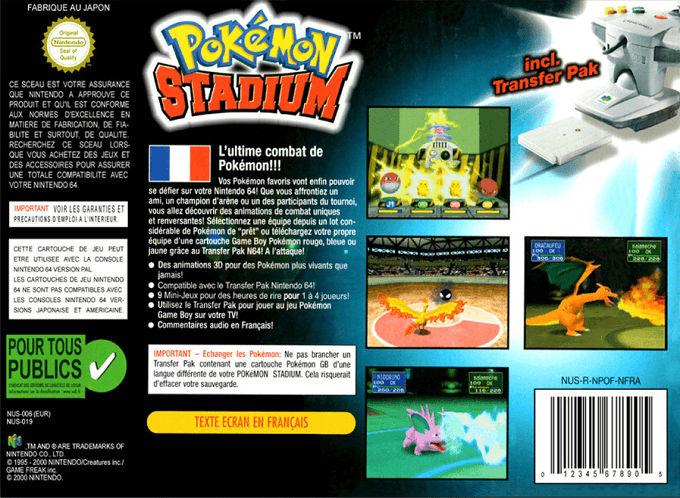 FABRIQUE AU JAPON
Original
Nintendo
Seal of
Quality
CE SCEAU EST VOTRE ASSURANCE
QUE NINTENDO A APPROUVE CE
PRODUIT ET QU'IL EST CONFORME
AUX NORMES D'EXCELLENCE EN
MATIERE DE FABRICATION, DE FIA-
BILITE ET SURTOUT, DE QUALITE.
RECHERCHEZ CE SCEAU LORS-
QUE VOUS ACHETEZ DES JEUX ET
DES ACCESSOIRES POUR ASSURER
UNE TOTALE COMPATIBILITE AVEC
VOTRE NINTENDO 64.
IMPORTANT VOIR LES GARANTIES ET
PRECAUTIONS D'EMPLOI A L'INTERIEUR.
CETTE CARTOUCHE DE JEU PEUT
ETRE UTILISEE AVEC LA CONSOLE
NINTENDO 64 VERSION PAL.
LES CARTOUCHES DE JEU NINTENDO
64 NE SONT PAS COMPATIBLES AVEC
LES CONSOLES NINTENDO 64 VER-
SIONS JAPONAISE ET AMERICAINE.
POUR TOUS
PUBLICS
NUS-006 (EUR)
NUS-019
,TM AND ® ARE TRADEMARKS OF
NINTENDO CO., LTD.
© 1995 - 2000 NINTENDO/Creatures inc./
GAME FREAK inc.
© 2000 NINTENDO.
POKéMON TM
STADIUM
L'ultime combat de
Pokémon!!!
Vos Pokémon favoris vont enfin pouvoir
se défier sur votre Nintendo 64! Que vous affrontiez un
ami, un champion d'arène ou un des participants du tournoi,
vous allez découvrir des animations de combat uniques
et renversantes! Sélectionnez une équipe depuis un lot con-
sidérable de Pokémon de "prêt" ou téléchargez votre propre
équipe d'une cartouche Game Boy Pokémon rouge, bleue ou
jaune grâce au Transfer Pak N64! A l'attaque!
● Des animations 3D pour des Pokémon plus vivants que
jamais!
● Compatible avec le Transfer Pak Nintendo 64!
● 9 Mini-Jeux pour des heures de rire pour 1 à 4 joueurs!
● Utilisez le Transfer Pak pour jouer au jeu Pokémon
Game Boy sur votre TV!
● Commentaires audio en Français!
IMPORTANT – Echanger les Pokémon: Ne pas brancher un
Transfer Pak contenant une cartouche Pokémon GB d'une
langue différente de votre POKéMON STADIUM. Cela risquerait
d'effacer votre sauvegarde.
TEXTE ECRAN EN FRANÇAIS
incl.
Transfer Pak
DRACAUFEU
100 OK
306/306
100 OK
NIDORINO
100 OK
100 OK
NUS-R-NPOF-NFRA
0 12345 67890 5